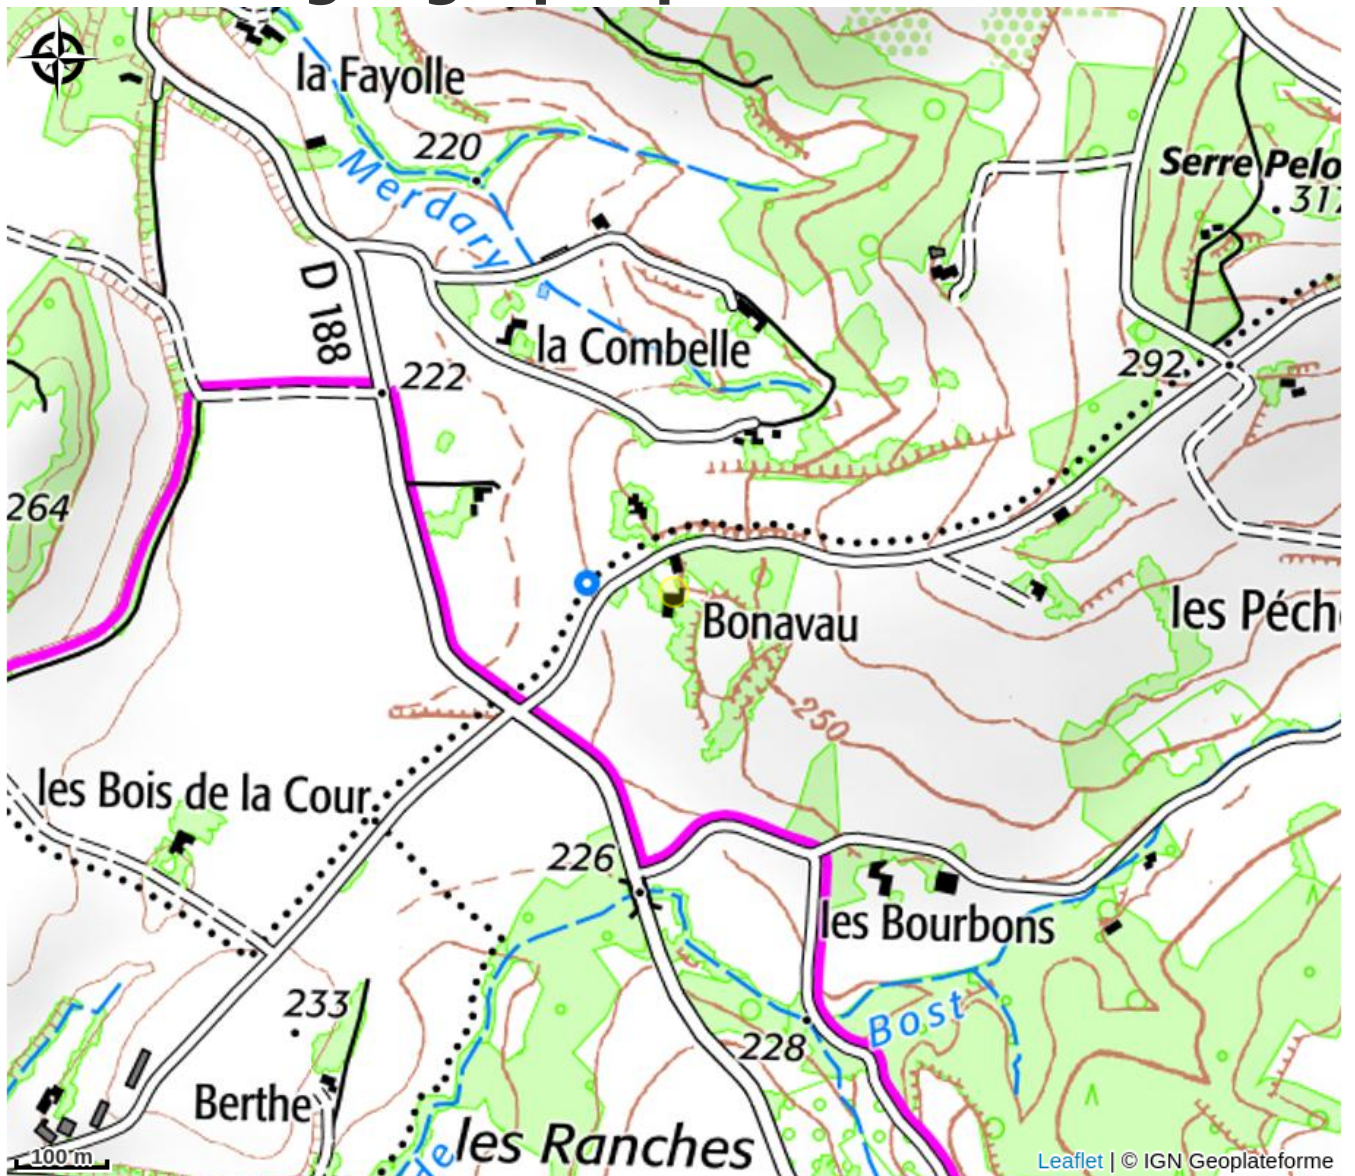 la Fayolle
220
Merdary
Serre Pelo
317
D 188
la Combelle
292
222
264
Bonavau
les Péch
250
les Bois de la Cour
226
les Bourbons
233
Bost
228
Berthe
les Ranches
de
100 m
Leaflet | © IGN Geoplateforme